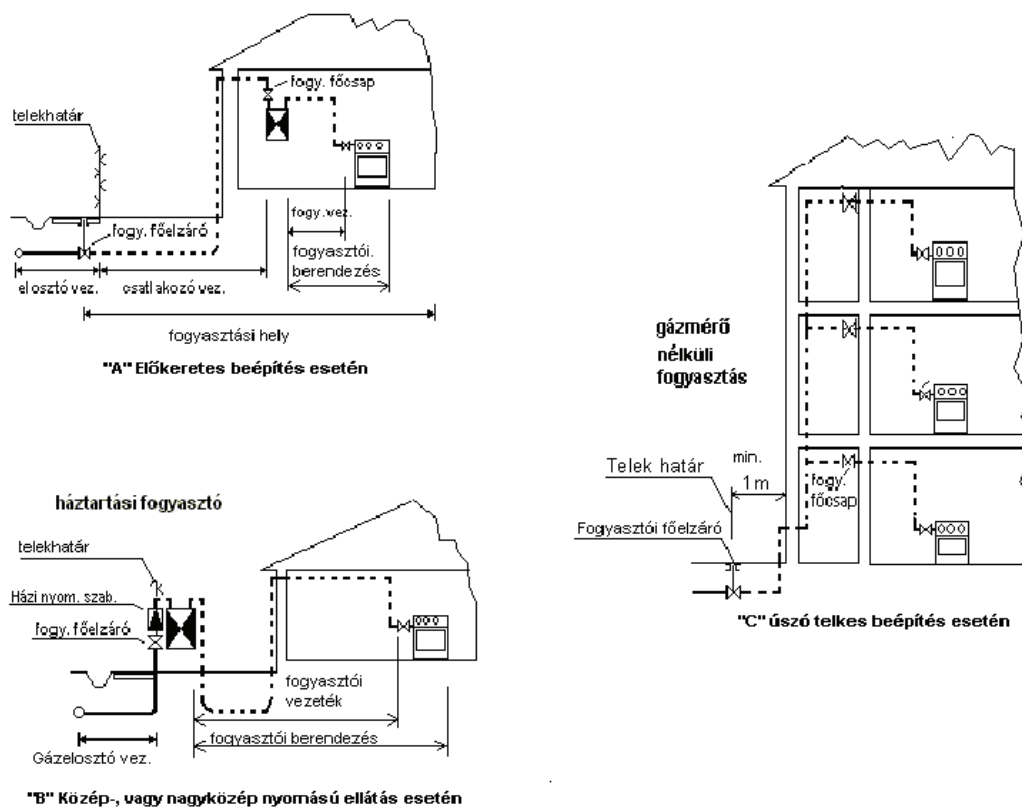 fogy. főcsap
telekhatár
fogy. főelzáró
fogy.vez.
fogyasztói.
berendezés
elosztó vez.
csatlakozó vez.
fogyasztási hely
"A" Előkeretes beépítés esetén
háztartási fogyasztó
telekhatár
Házi nyom. szab.
fogy. főelzáró
fogyasztói
vezeték
fogyasztói berendezés
Gázelosztó vez.
"B" Közép-, vagy nagyközép nyomású ellátás esetén
gázmérő
nélküli
fogyasztás
Telek határ
min.
1 m
fogy.
főcsap
Fogyasztói főelzáró
"C" úszó telkes beépítés esetén